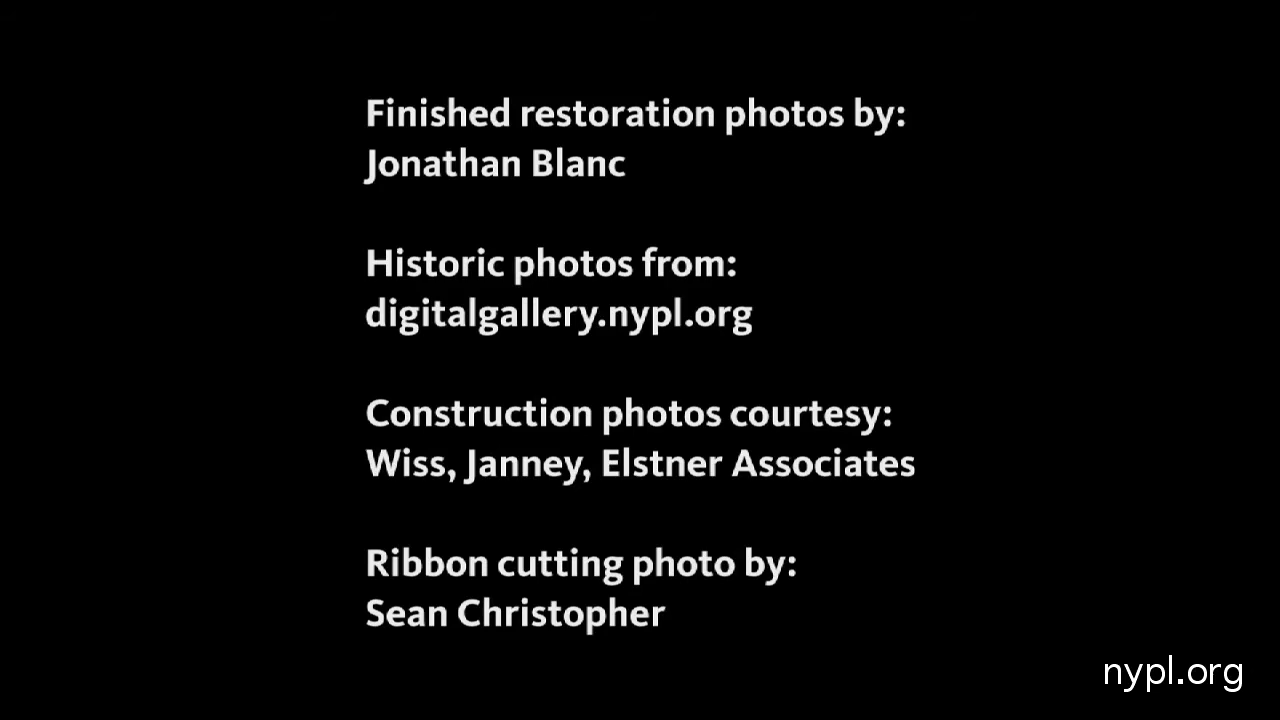 Finished restoration photos by:
Jonathan Blanc
Historic photos from:
digitalgallery.nypl.org
Construction photos courtesy:
Wiss, Janney, Elstner Associates
Ribbon cutting photo by:
Sean Christopher
nypl.org